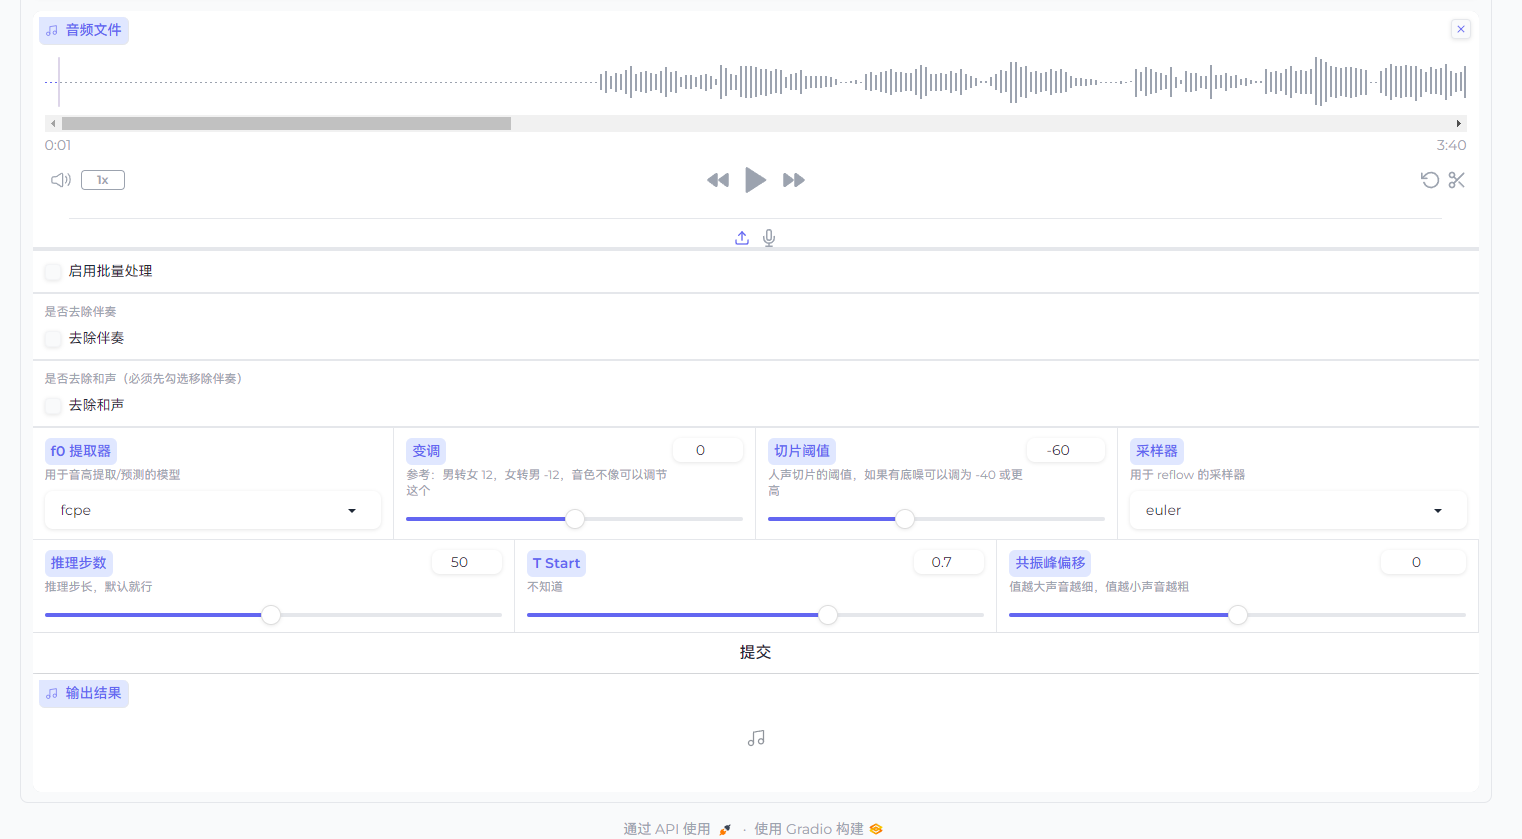 音频文件
0:01
3:40
1x
启用批量处理
是否去除伴奏
去除伴奏
是否去除和声（必须先勾选移除伴奏）
去除和声
f0 提取器
用于音高提取/预测的模型
fcpe
变调
0
参考：男转女 12，女转男 -12，音色不像可以调节
这个
切片阈值
-60
人声切片的阈值，如果有底噪可以调为 -40 或更
高
采样器
用于 reflow 的采样器
euler
推理步数
50
推理步长，默认就行
T Start
0.7
不知道
共振峰偏移
0
值越大声音越细，值越小声音越粗
提交
输出结果
通过 API 使用 · 使用 Gradio 构建